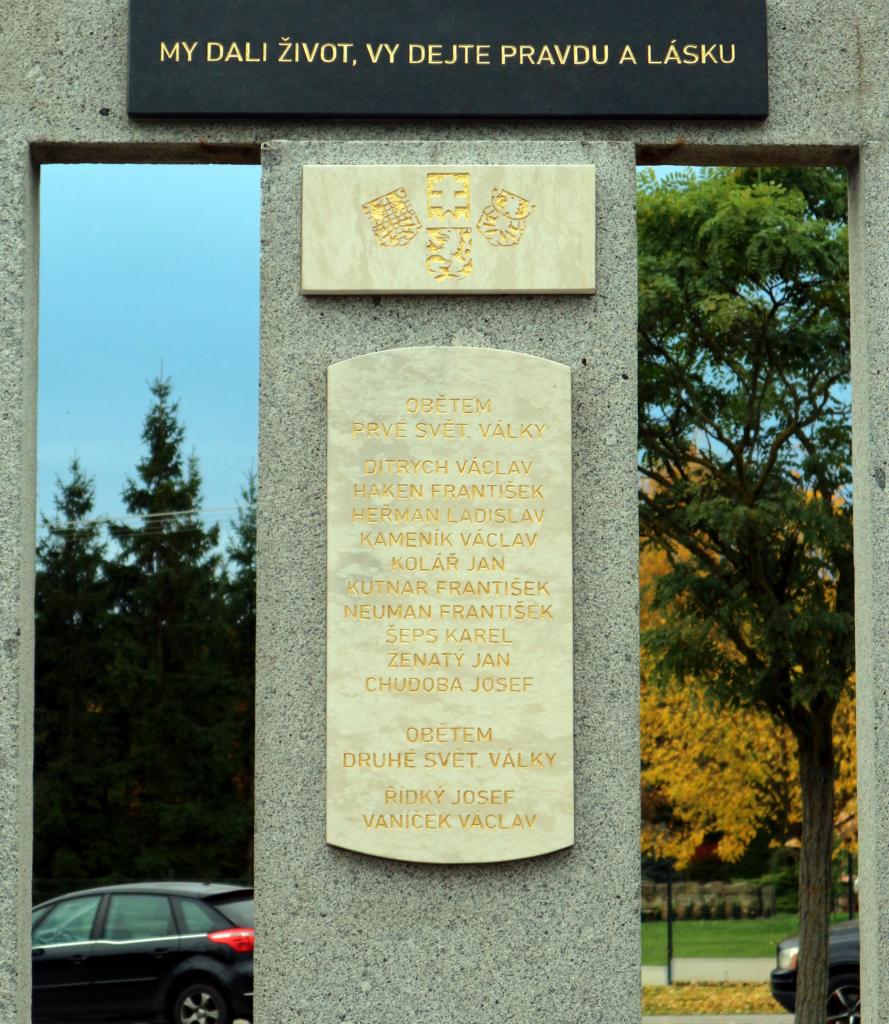 MY DALI ŽIVOT, VY DEJTE PRAVDU A LÁSKU
OBĚTEM
PRVÉ SVĚT. VÁLKY
DITRYCH VÁCLAV
HAKEN FRANTIŠEK
HEŘMAN LADISLAV
KAMENÍK VÁCLAV
KOLÁŘ JAN
KUTNAR FRANTIŠEK
NEUMAN FRANTIŠEK
ŠEPS KAREL
ŽENATÝ JAN
CHUDOBA JOSEF
OBĚTEM
DRUHÉ SVĚT. VÁLKY
ŘÍDKÝ JOSEF
VANÍČEK VÁCLAV